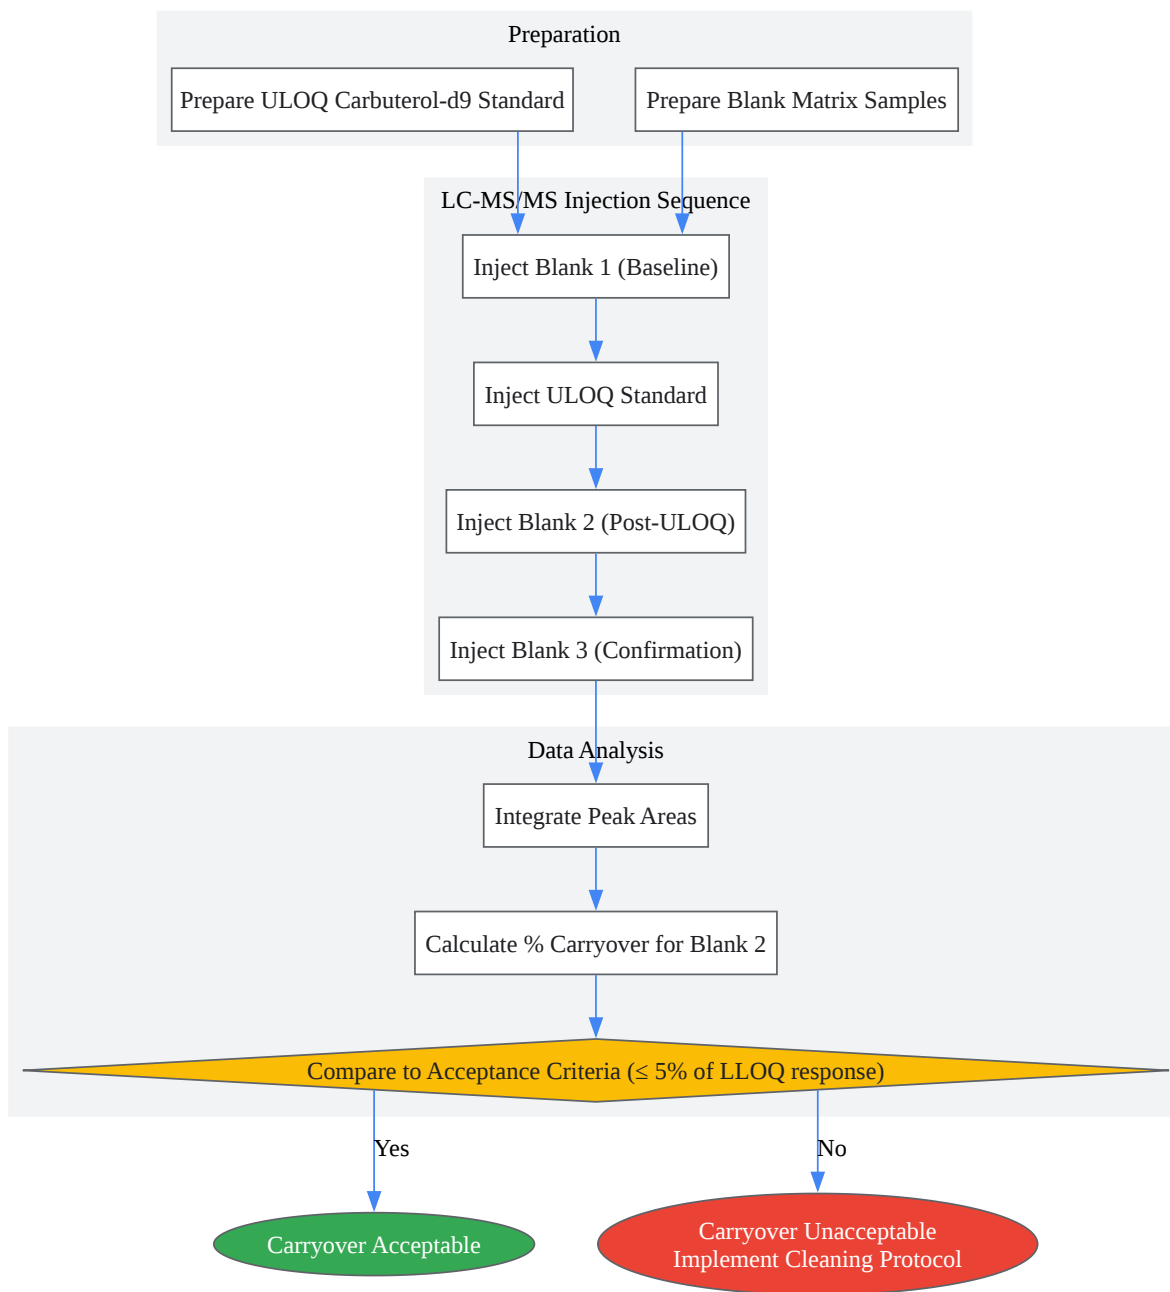 Preparation
Prepare ULOQ Carbuterol-d9 Standard
Prepare Blank Matrix Samples
LC-MS/MS Injection Sequence
Inject Blank 1 (Baseline)
Inject ULOQ Standard
Inject Blank 2 (Post-ULOQ)
Inject Blank 3 (Confirmation)
Data Analysis
Integrate Peak Areas
Calculate % Carryover for Blank 2
Compare to Acceptance Criteria (≤ 5% of LLOQ response)
Yes
No
Carryover Acceptable
Carryover Unacceptable
Implement Cleaning Protocol